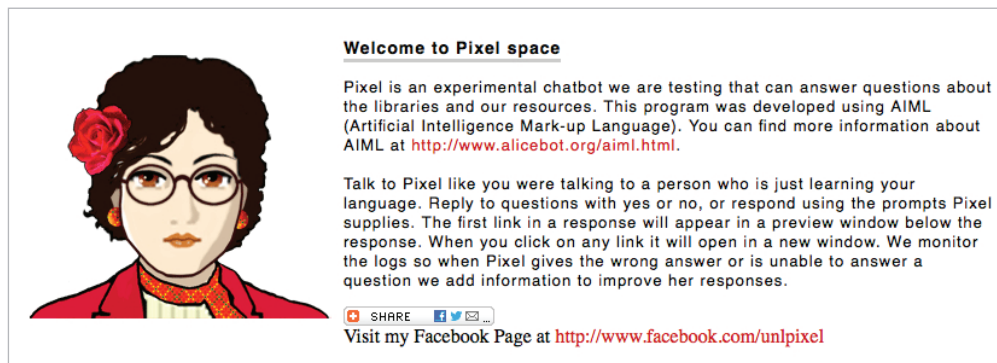 Welcome to Pixel space
Pixel is an experimental chatbot we are testing that can answer questions about
the libraries and our resources. This program was developed using AIML
(Artificial Intelligence Mark-up Language). You can find more information about
AIML at http://www.alicebot.org/aiml.html.
Talk to Pixel like you were talking to a person who is just learning your
language. Reply to questions with yes or no, or respond using the prompts Pixel
supplies. The first link in a response will appear in a preview window below the
response. When you click on any link it will open in a new window. We monitor
the logs so when Pixel gives the wrong answer or is unable to answer a
question we add information to improve her responses.
SHARE ...
Visit my Facebook Page at http://www.facebook.com/unlpixel